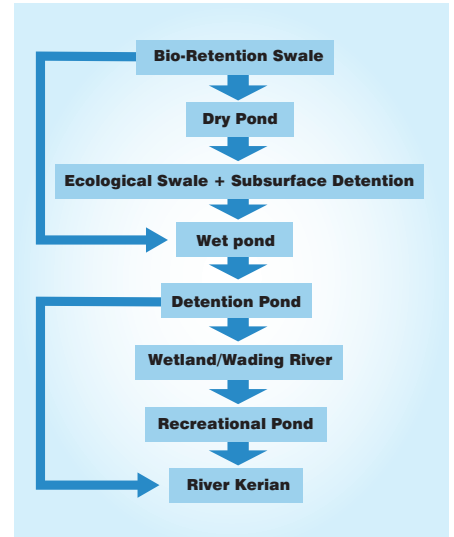 Bio-Retention Swale
Dry Pond
Ecological Swale + Subsurface Detention
Wet pond
Detention Pond
Wetland/Wading River
Recreational Pond
River Kerian